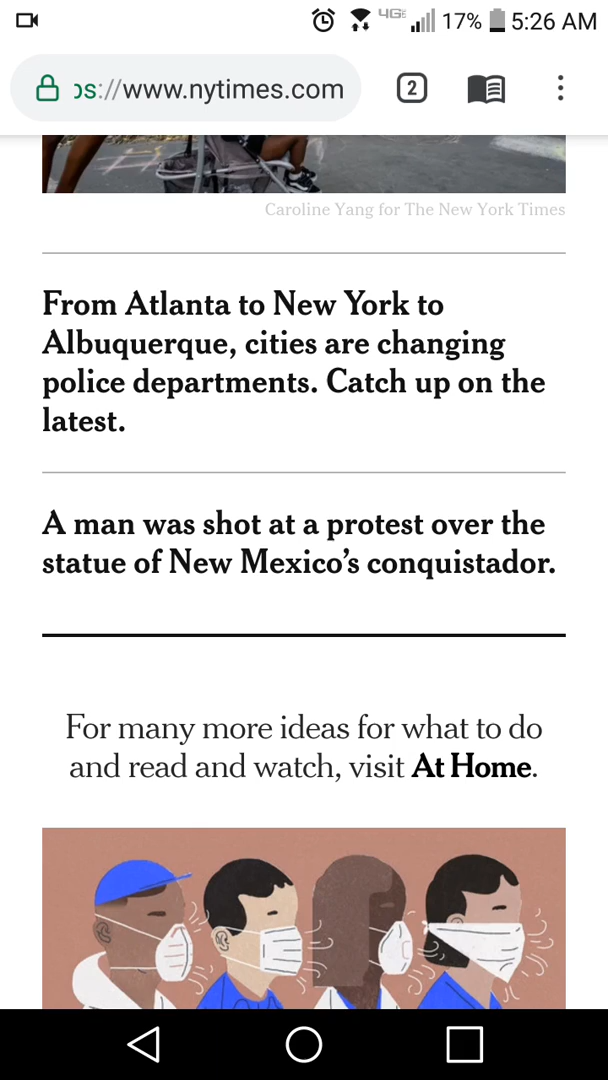 4GE 17% 5:26 AM
ps://www.nytimes.com 2
Caroline Yang for The New York Times
From Atlanta to New York to
Albuquerque, cities are changing
police departments. Catch up on the
latest.
A man was shot at a protest over the
statue of New Mexico’s conquistador.
For many more ideas for what to do
and read and watch, visit At Home.